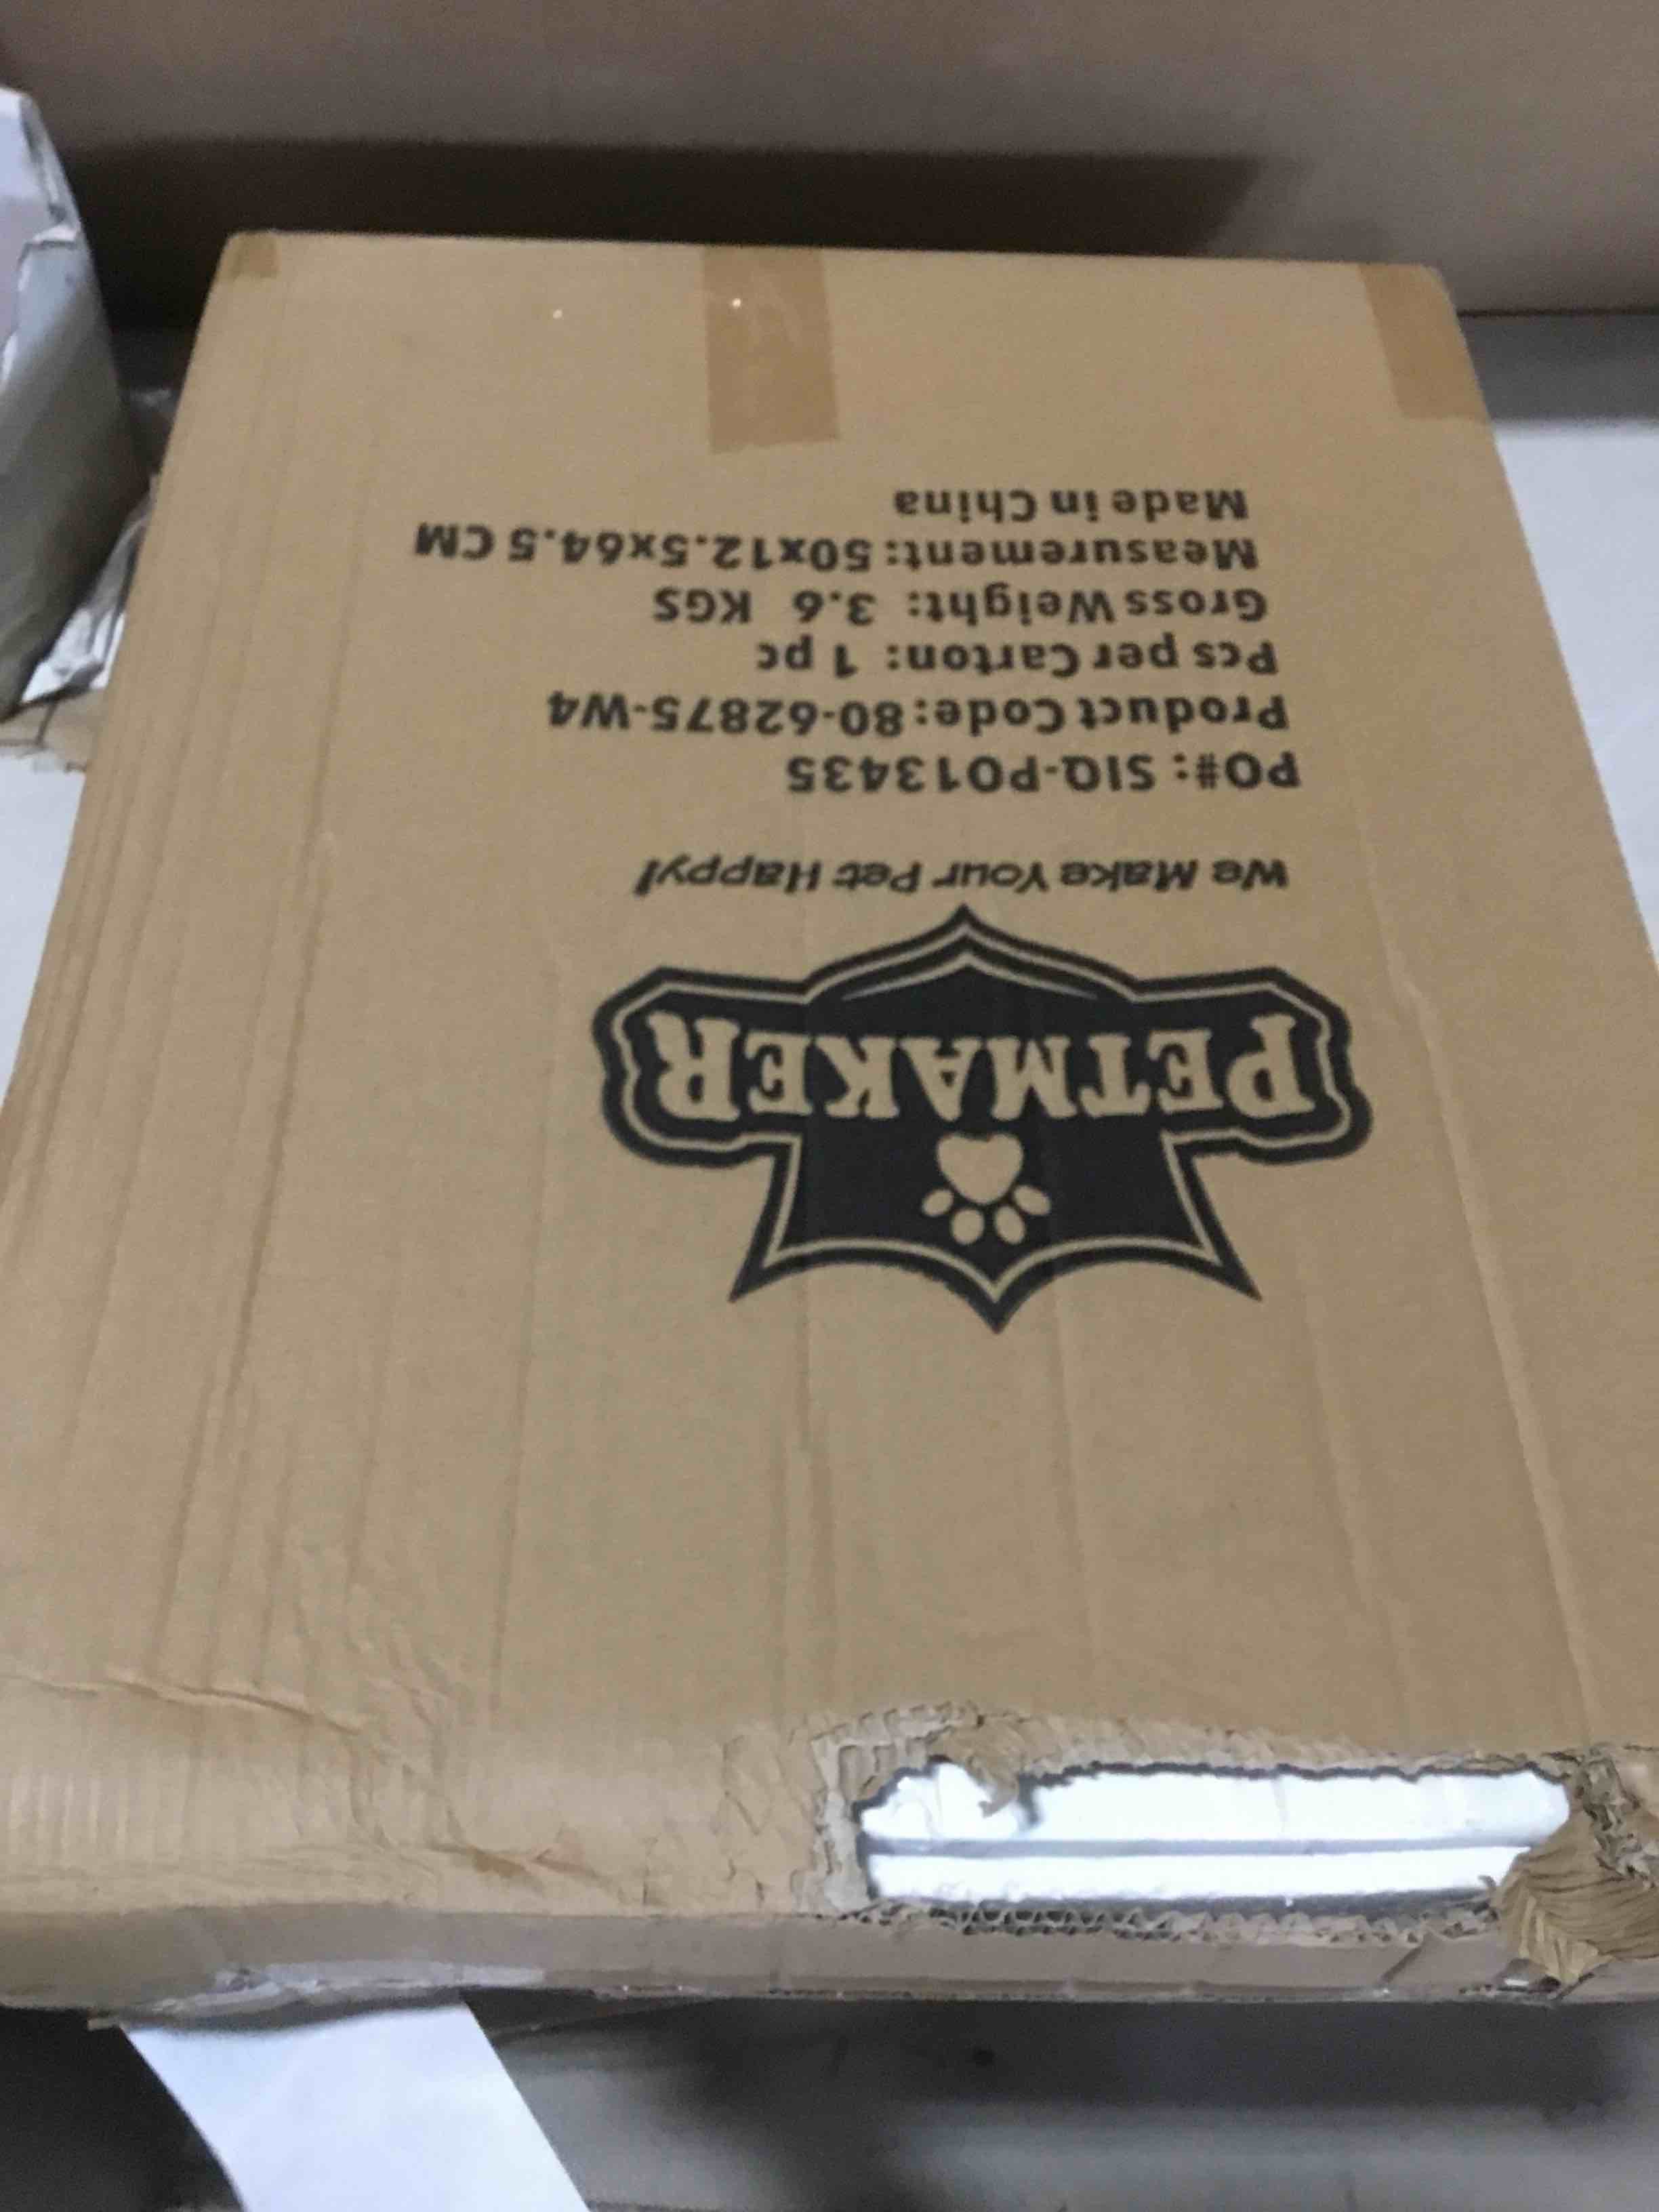 PETMAKER
We Make Your Pet Happy!
PO#: SIQ-PO13435
Product Code: 80-62875-W4
Pcs per Carton: 1 pc
Gross Weight: 3.6 KGS
Measurement: 50x12.5x64.5 CM
Made in China